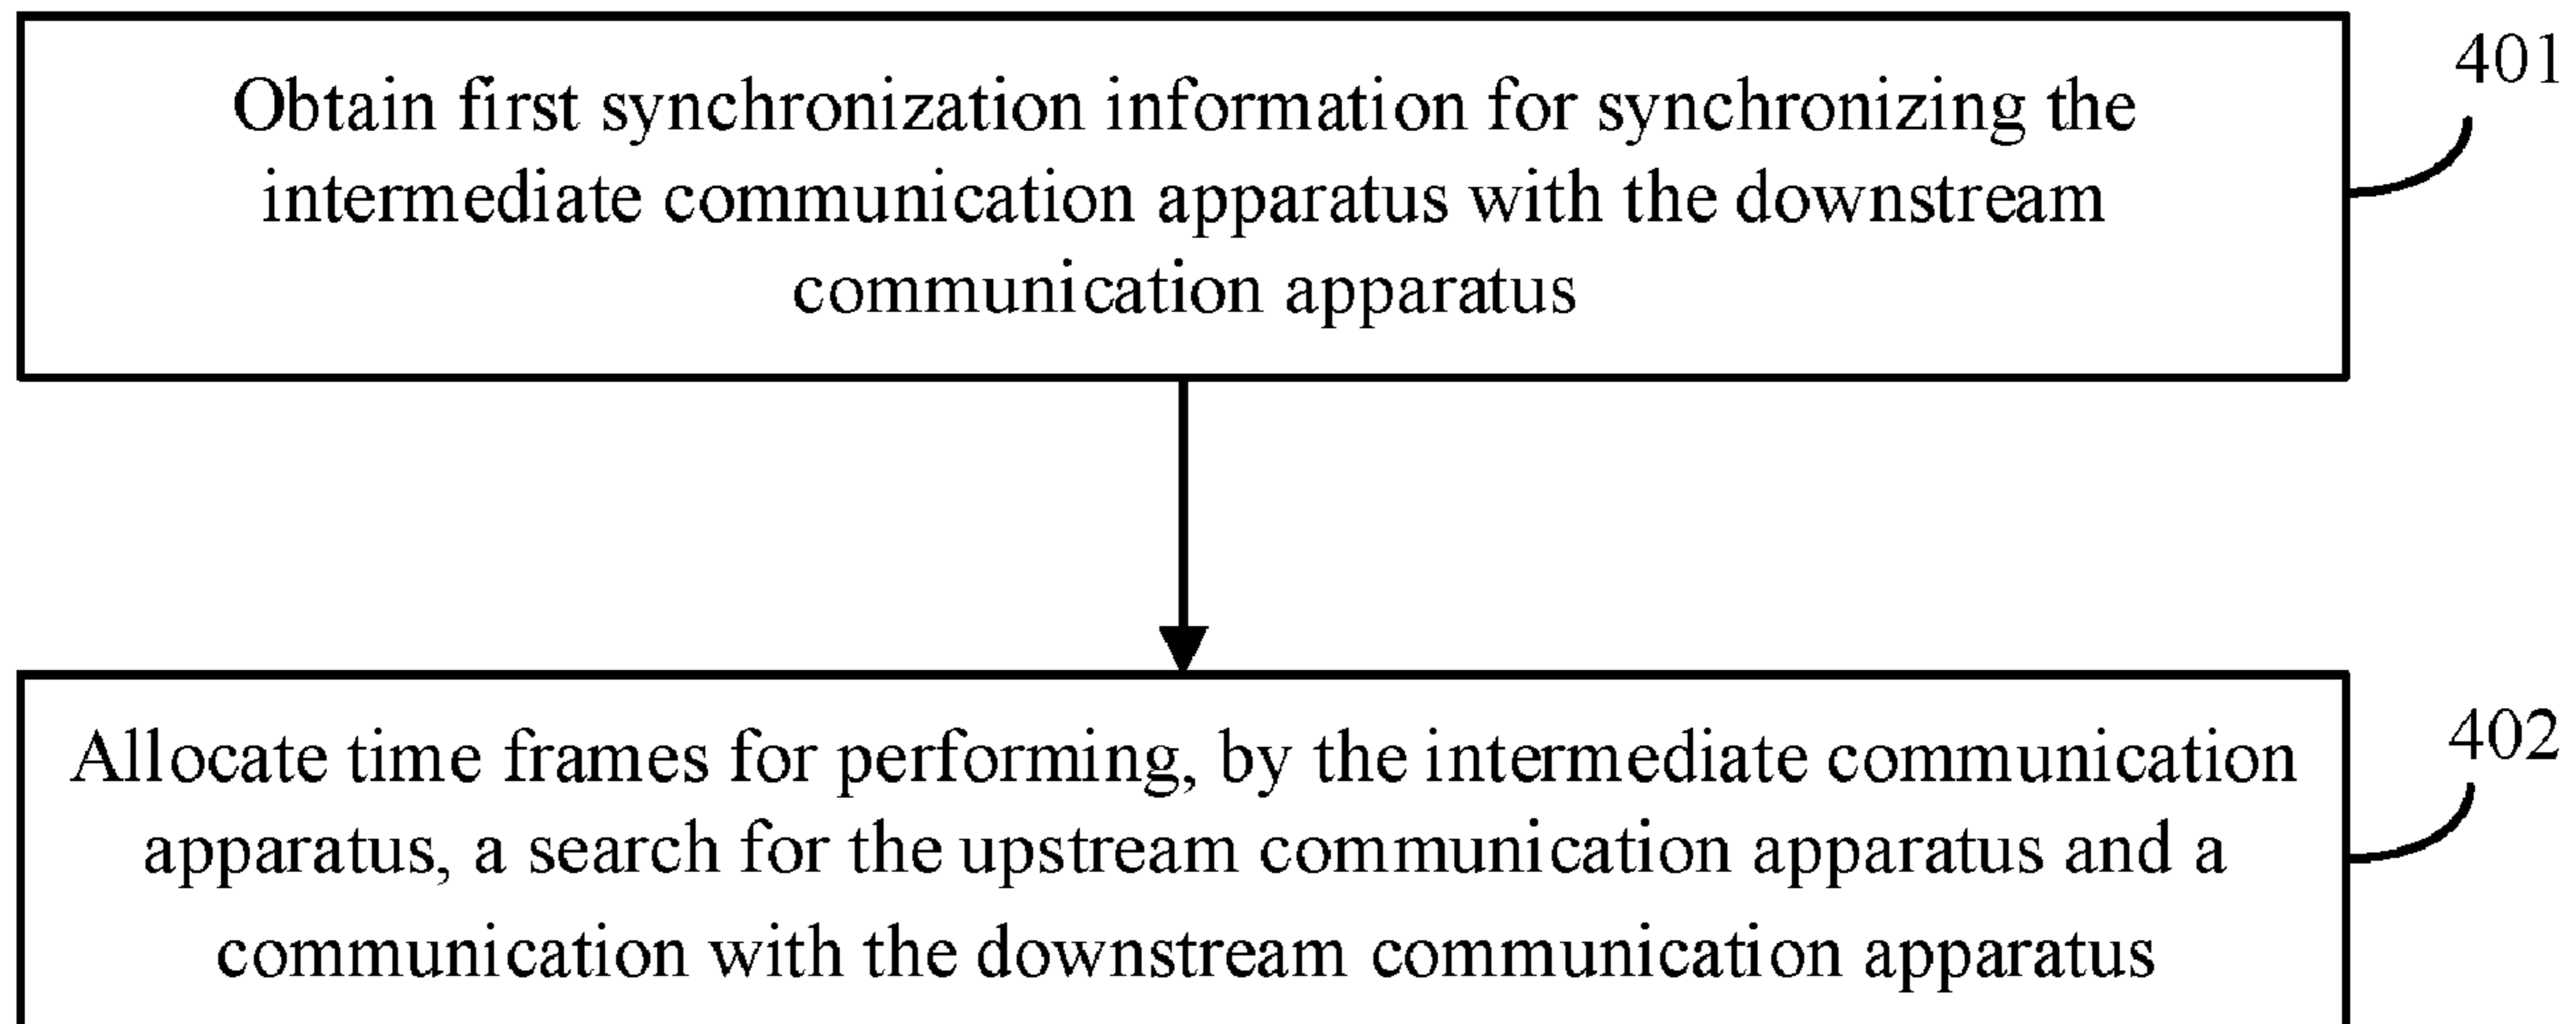 Obtain first synchronization information for synchronizing the
intermediate communication apparatus with the downstream
communication apparatus
401
Allocate time frames for performing, by the intermediate communication
apparatus, a search for the upstream communication apparatus and a
communication with the downstream communication apparatus
402